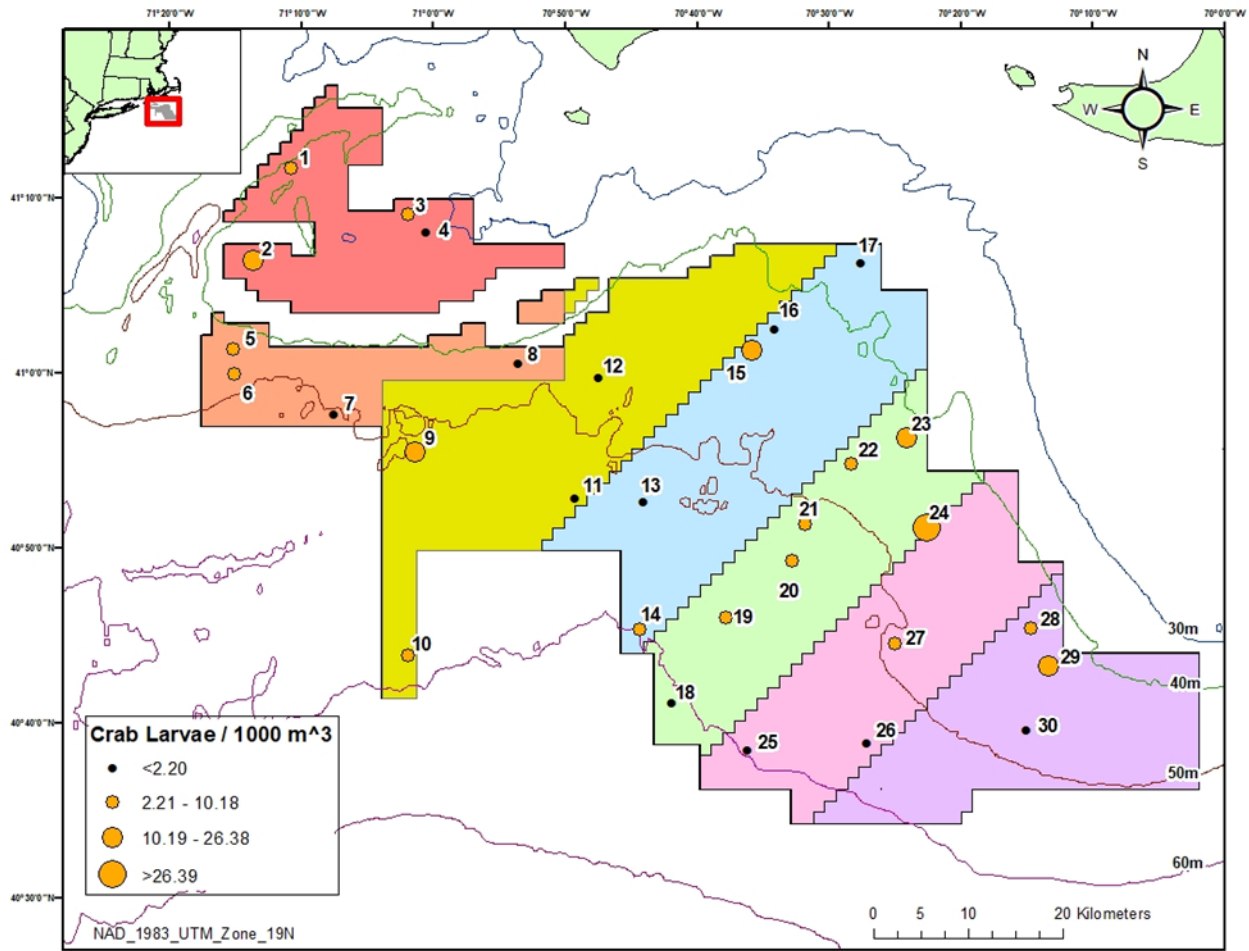 71°20'0"W 71°10'0"W 71°0'0"W 70°50'0"W 70°40'0"W 70°30'0"W 70°20'0"W 70°10'0"W 70°0'0"W
N
W E
S
1
41°10'0"N
3
4
2
17
16
5
8
15
41°0'0"N
12
6
7
23
9
22
11 13
24
21
40°50'0"N
20
14 19 28
30m
10 27
29
40m
18
40°40'0"N
Crab Larvae / 1000 m^3
25 26 30
<2.20
50m
2.21 - 10.18
10.19 - 26.38
60m
>26.39
40°30'0"N
0 5 10 20 Kilometers
NAD_1983_UTM_Zone_19N